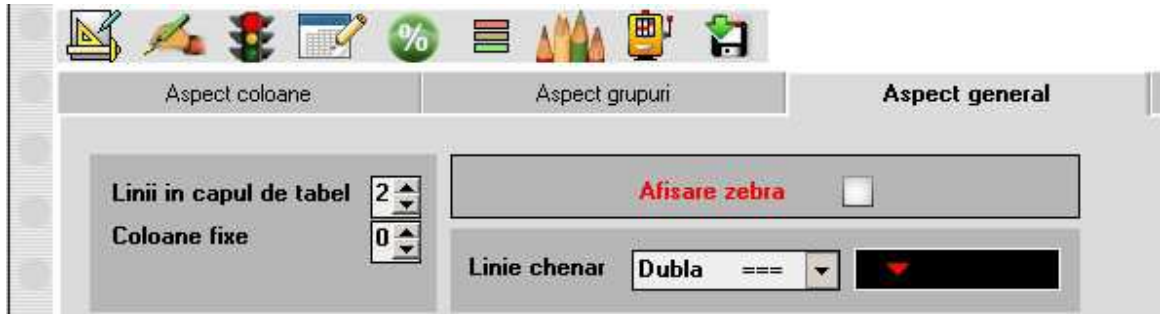 %
Aspect coloane Aspect grupuri Aspect general
Linii in capul de tabel 2
Coloane fixe 0
Afisare zebra
Linie chenar Dubla ===